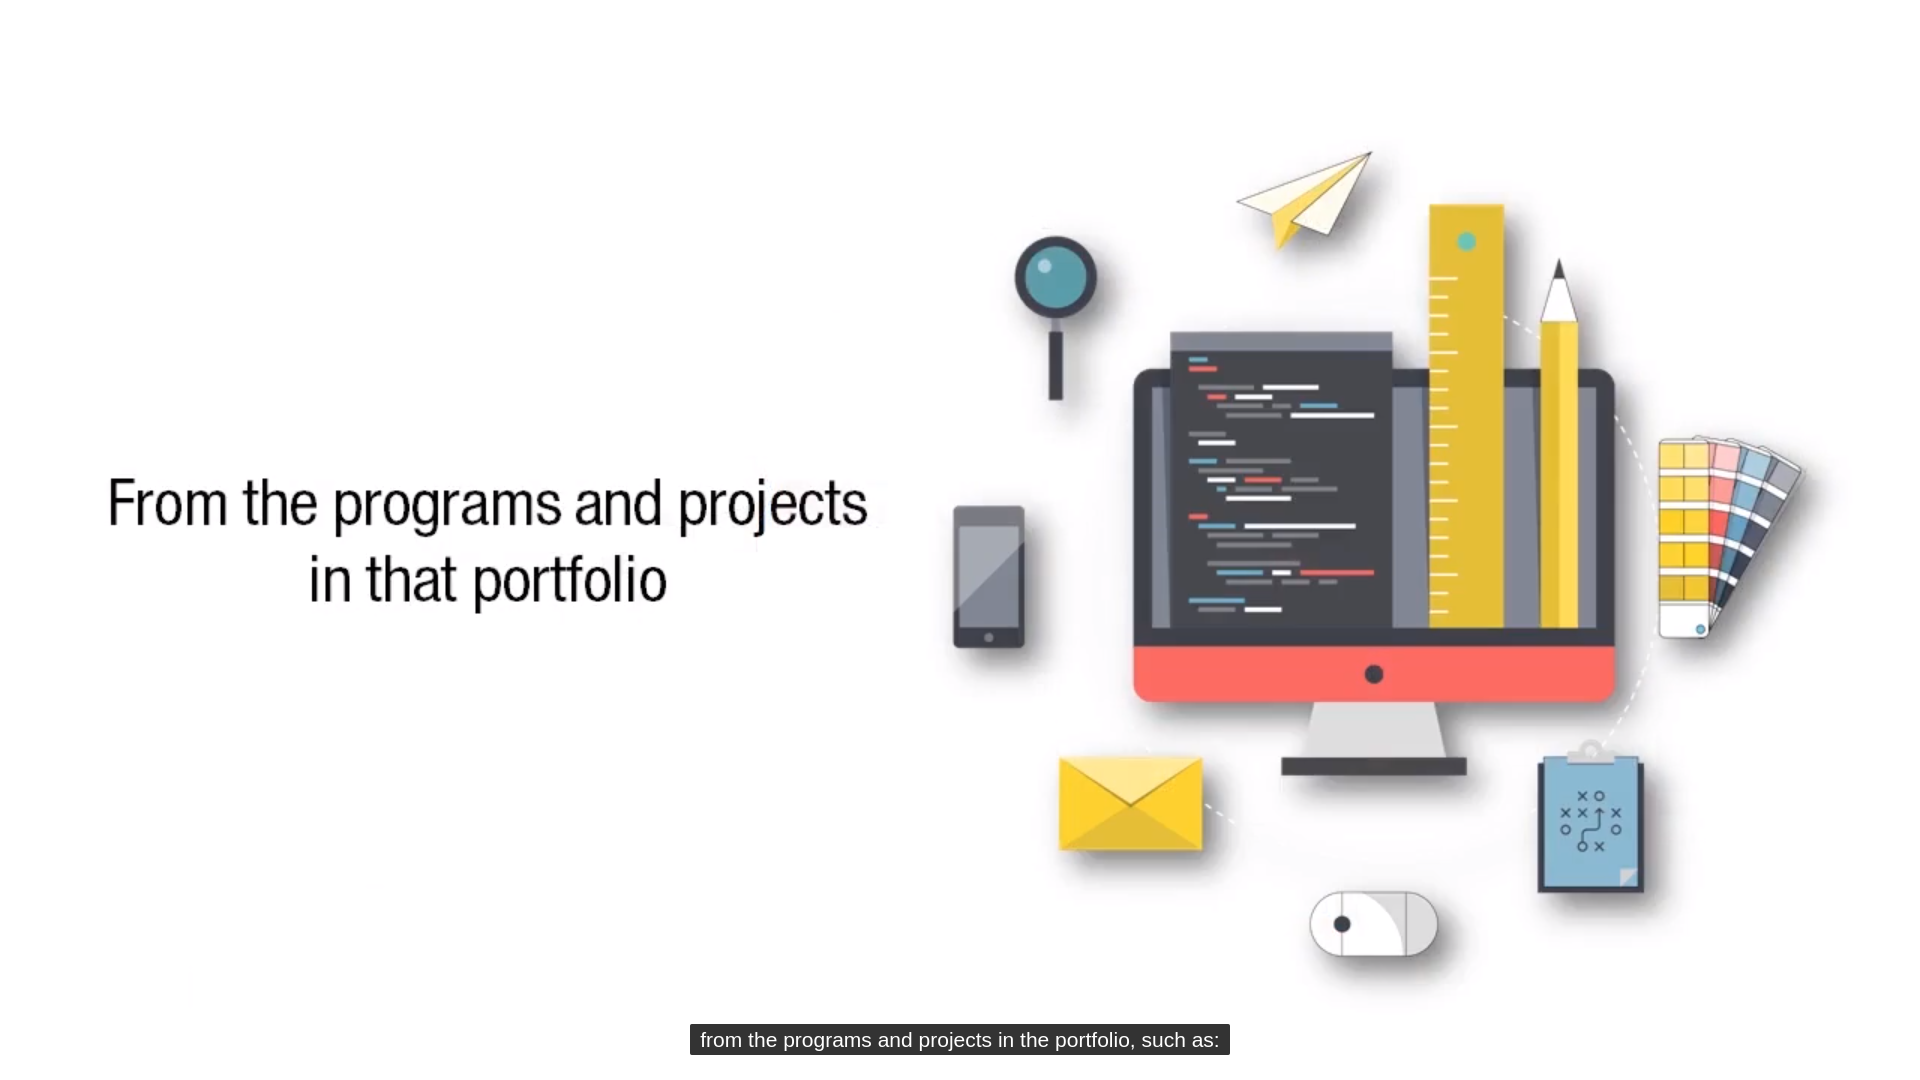 From the programs and projects
in that portfolio
from the programs and projects in the portfolio, such as: